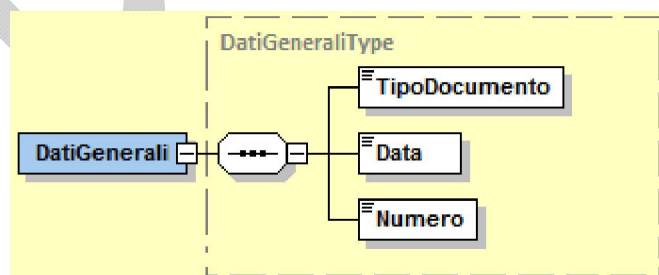 DatiGeneraliType
TipoDocumento
DatiGenerali
Data
Numero